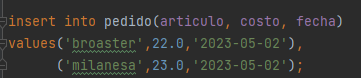 insert into pedido(articulo, costo, fecha)
values('broaster',22.0,'2023-05-02'),
('milanesa',23.0,'2023-05-02');